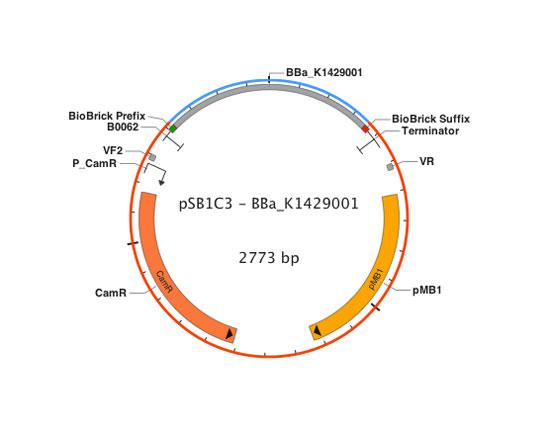 BBa_K1429001
BioBrick Prefix
B0062
BioBrick Suffix
Terminator
VF2
P_CamR
VR
pSB1C3 – BBa_K1429001
2773 bp
CamR
pMB1
CamR
pMB1